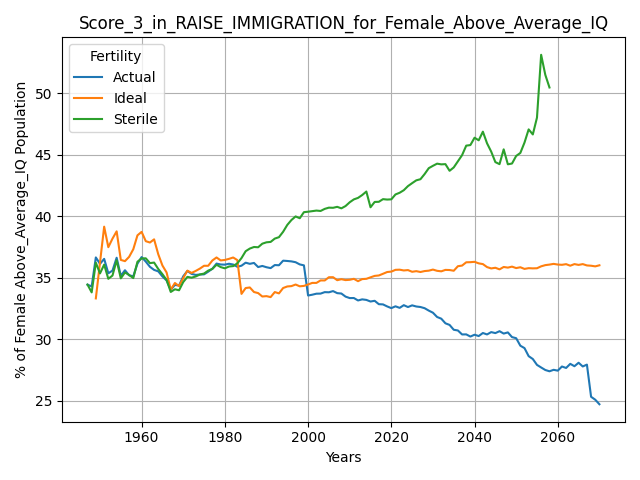 Score_3_in_RAISE_IMMIGRATION_for_Female_Above_Average_IQ
Fertility
Actual
Ideal
Sterile
% of Female Above_Average_IQ Population
50
45
40
35
30
25
1960
1980
2000
2020
2040
2060
Years